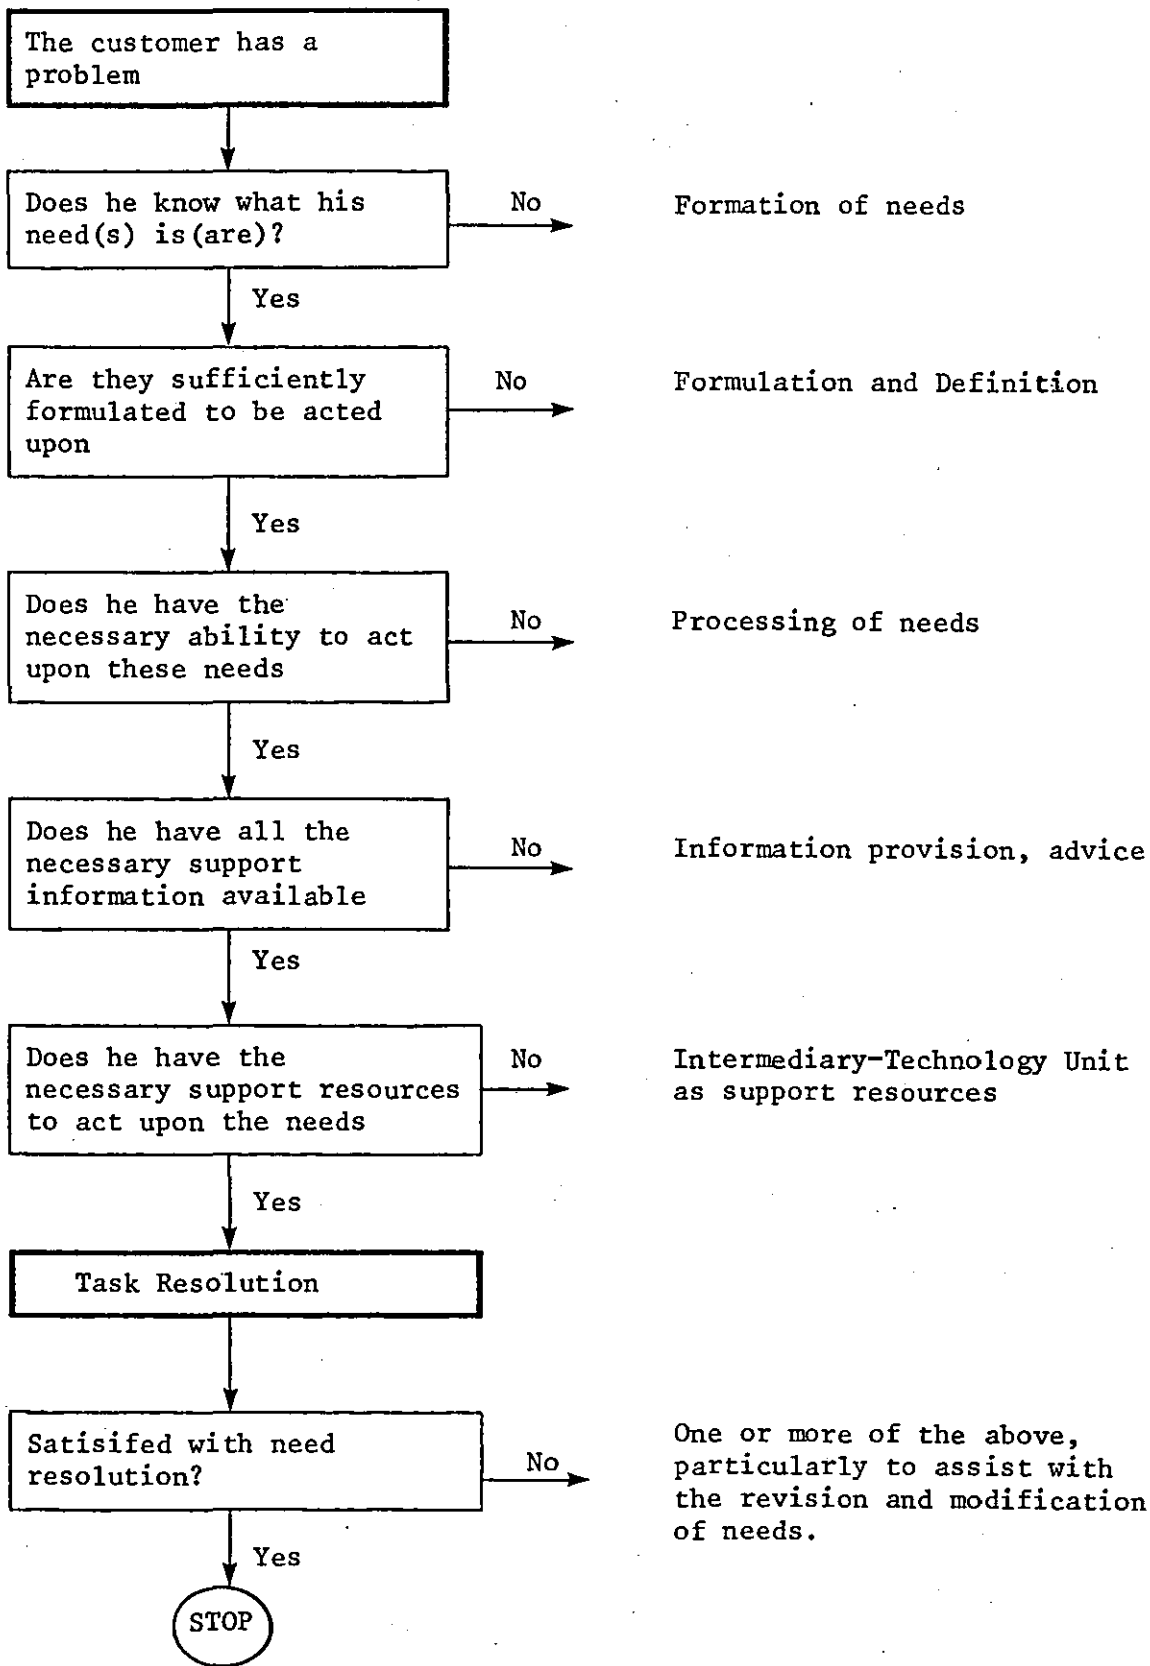 The customer has a
problem
Does he know what his
need(s) is(are)?
No
Formation of needs
Yes
Are they sufficiently
formulated to be acted
upon
No
Formulation and Definition
Yes
Does he have the
necessary ability to act
upon these needs
No
Processing of needs
Yes
Does he have all the
necessary support
information available
No
Information provision, advice
Yes
Does he have the
necessary support resources
to act upon the needs
No
Intermediary-Technology Unit
as support resources
Yes
Task Resolution
Satisifed with need
resolution?
No
One or more of the above,
particularly to assist with
the revision and modification
of needs.
Yes
STOP